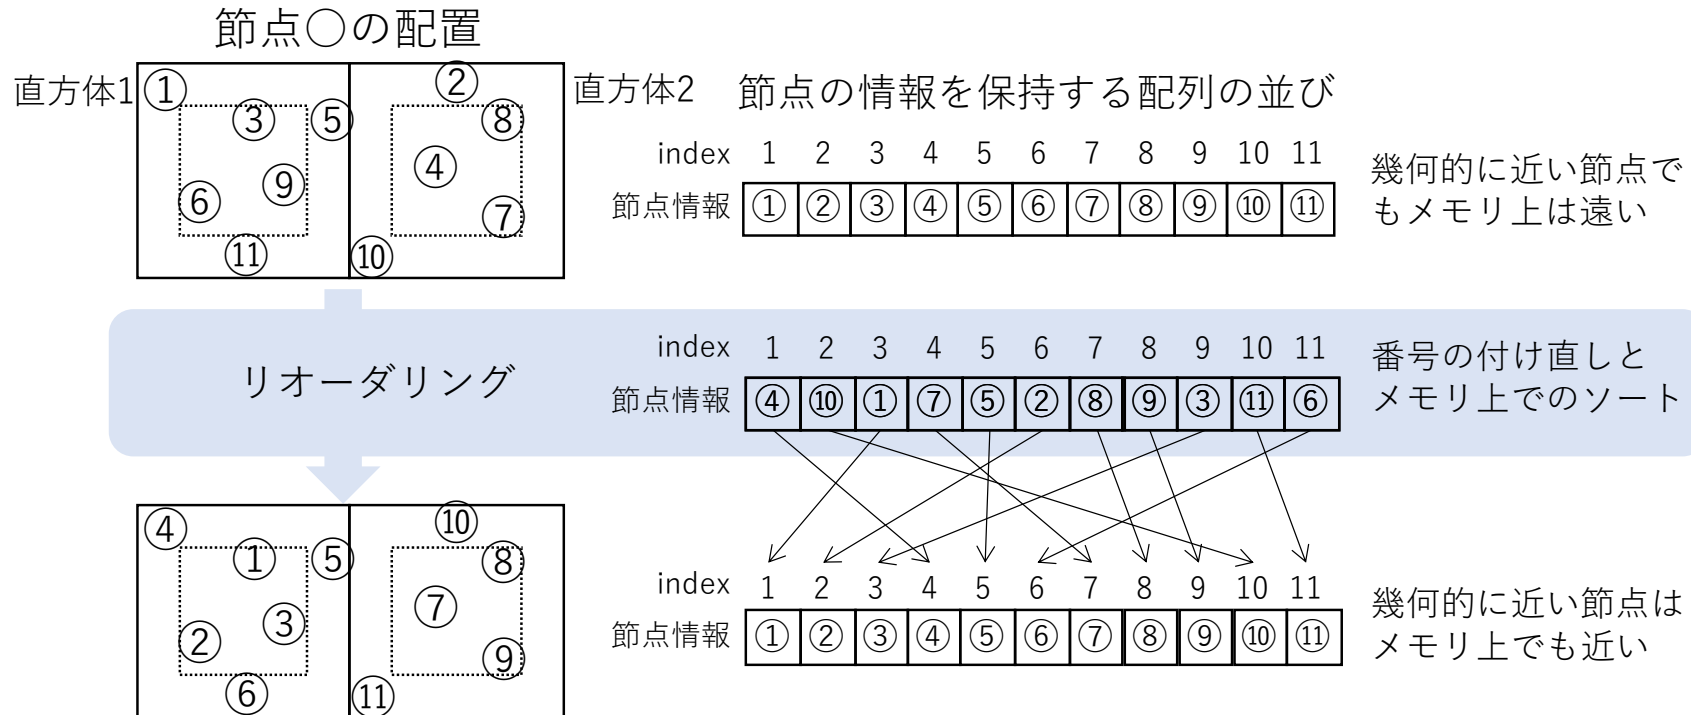 節点○の配置
直方体1
①
②
③
⑤
⑧
④
⑨
⑥
⑦
⑪
⑩
直方体2
節点の情報を保持する配列の並び
index 1 2 3 4 5 6 7 8 9 10 11
節点情報 ① ② ③ ④ ⑤ ⑥ ⑦ ⑧ ⑨ ⑩ ⑪
幾何的に近い節点で
もメモリ上は遠い
リオーダリング
index 1 2 3 4 5 6 7 8 9 10 11
節点情報 ④ ⑩ ① ⑦ ⑤ ② ⑧ ⑨ ③ ⑪ ⑥
番号の付け直しと
メモリ上でのソート
④
⑩
①
⑤
⑧
⑦
③
②
⑨
⑥
⑪
index 1 2 3 4 5 6 7 8 9 10 11
節点情報 ① ② ③ ④ ⑤ ⑥ ⑦ ⑧ ⑨ ⑩ ⑪
幾何的に近い節点は
メモリ上でも近い